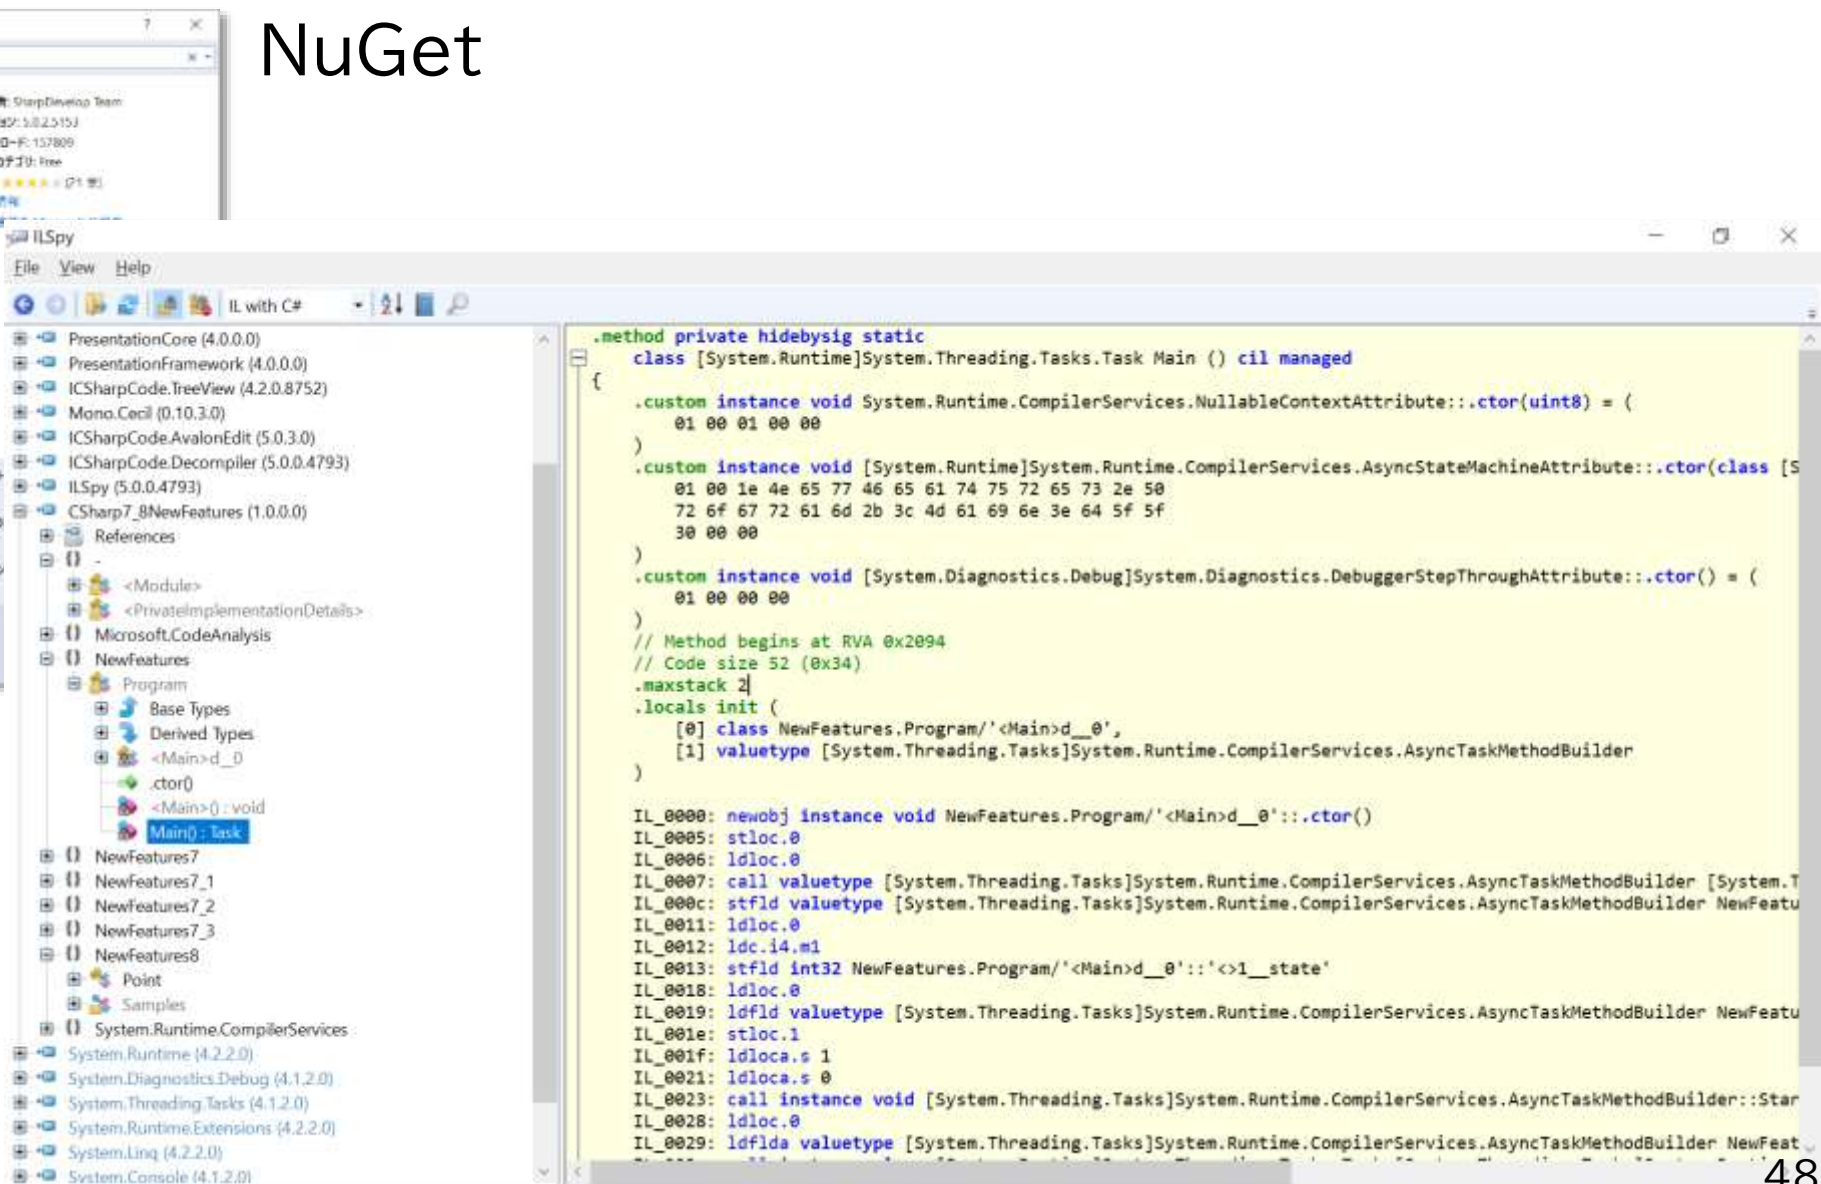 NuGet
: SharpDevelop Team
ョン: 5.0.2.5153
ロード: 157809
カテゴリ: Free
ILSpy
File View Help
IL with C#
PresentationCore (4.0.0.0)
PresentationFramework (4.0.0.0)
ICSharpCode.TreeView (4.2.0.8752)
Mono.Cecil (0.10.3.0)
ICSharpCode.AvalonEdit (5.0.3.0)
ICSharpCode.Decompiler (5.0.0.4793)
ILSpy (5.0.0.4793)
CSharp7_8NewFeatures (1.0.0.0)
References
{} -
<Module>
<PrivateImplementationDetails>
{} Microsoft.CodeAnalysis
{} NewFeatures
Program
Base Types
Derived Types
<Main>d__0
.ctor()
<Main>() : void
Main() : Task
{} NewFeatures7
{} NewFeatures7_1
{} NewFeatures7_2
{} NewFeatures7_3
{} NewFeatures8
Point
Samples
{} System.Runtime.CompilerServices
System.Runtime (4.2.2.0)
System.Diagnostics.Debug (4.1.2.0)
System.Threading.Tasks (4.1.2.0)
System.Runtime.Extensions (4.2.2.0)
System.Linq (4.2.2.0)
System.Console (4.1.2.0)
.method private hidebysig static
class [System.Runtime]System.Threading.Tasks.Task Main () cil managed
{
.custom instance void System.Runtime.CompilerServices.NullableContextAttribute::.ctor(uint8) = (
01 00 01 00 00
)
.custom instance void [System.Runtime]System.Runtime.CompilerServices.AsyncStateMachineAttribute::.ctor(class [S
01 00 1e 4e 65 77 46 65 61 74 75 72 65 73 2e 50
72 6f 67 72 61 6d 2b 3c 4d 61 69 6e 3e 64 5f 5f
30 00 00
)
.custom instance void [System.Diagnostics.Debug]System.Diagnostics.DebuggerStepThroughAttribute::.ctor() = (
01 00 00 00
)
// Method begins at RVA 0x2094
// Code size 52 (0x34)
.maxstack 2
.locals init (
[0] class NewFeatures.Program/'<Main>d__0',
[1] valuetype [System.Threading.Tasks]System.Runtime.CompilerServices.AsyncTaskMethodBuilder
)
IL_0000: newobj instance void NewFeatures.Program/'<Main>d__0'::.ctor()
IL_0005: stloc.0
IL_0006: ldloc.0
IL_0007: call valuetype [System.Threading.Tasks]System.Runtime.CompilerServices.AsyncTaskMethodBuilder [System.T
IL_000c: stfld valuetype [System.Threading.Tasks]System.Runtime.CompilerServices.AsyncTaskMethodBuilder NewFeatu
IL_0011: ldloc.0
IL_0012: ldc.i4.m1
IL_0013: stfld int32 NewFeatures.Program/'<Main>d__0'::'<>1__state'
IL_0018: ldloc.0
IL_0019: ldfld valuetype [System.Threading.Tasks]System.Runtime.CompilerServices.AsyncTaskMethodBuilder NewFeatu
IL_001e: stloc.1
IL_001f: ldloca.s 1
IL_0021: ldloca.s 0
IL_0023: call instance void [System.Threading.Tasks]System.Runtime.CompilerServices.AsyncTaskMethodBuilder::Star
IL_0028: ldloc.0
IL_0029: ldflda valuetype [System.Threading.Tasks]System.Runtime.CompilerServices.AsyncTaskMethodBuilder NewFeat
48